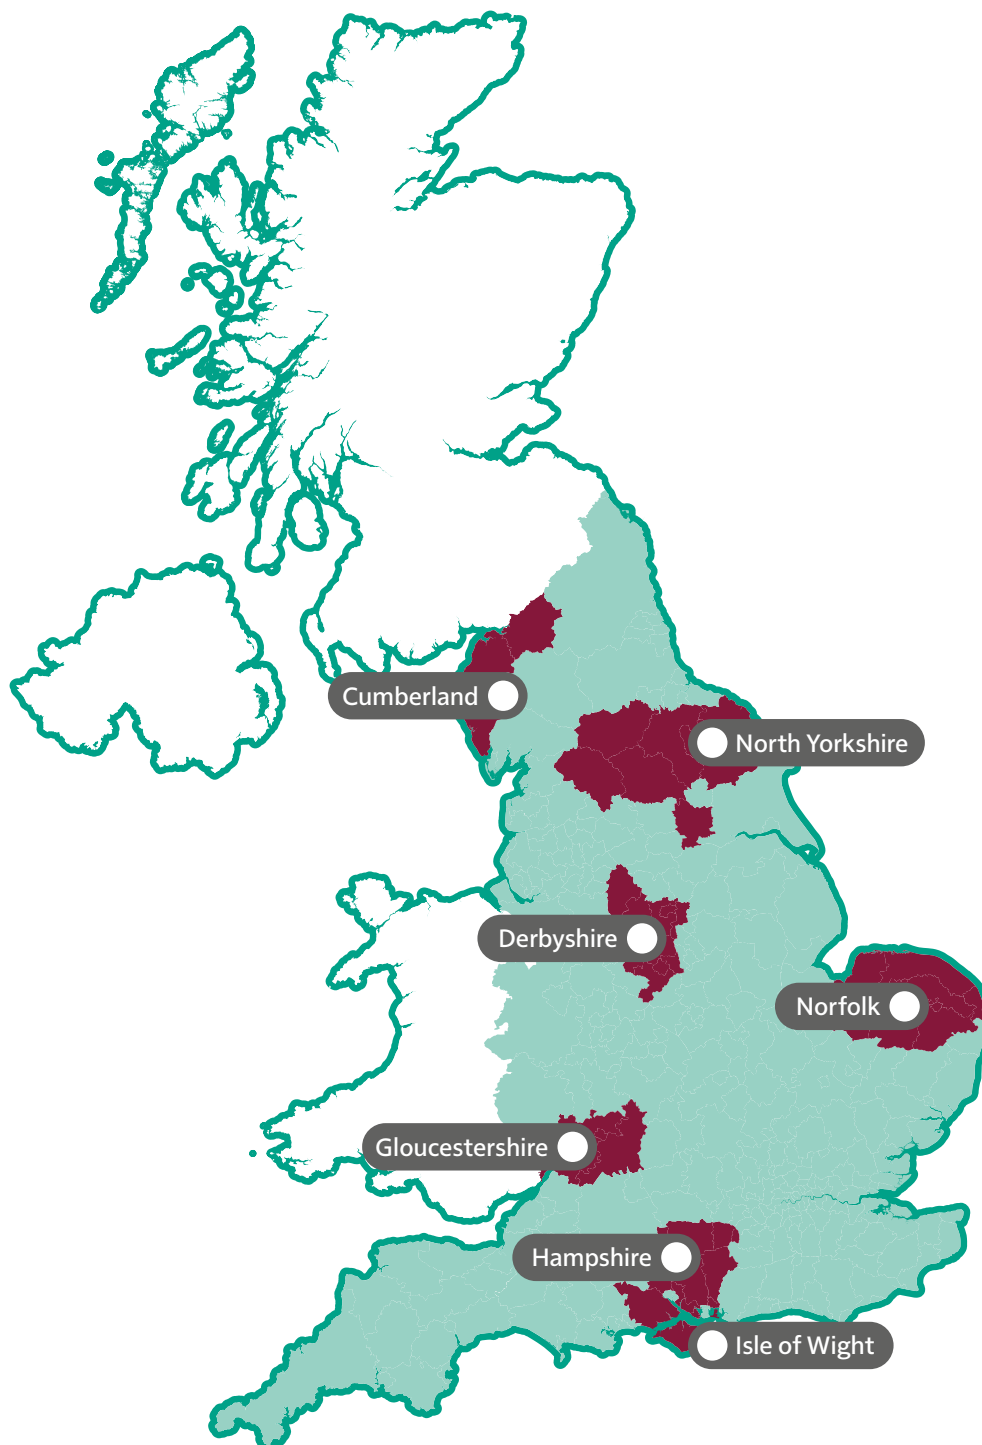 Cumberland
North Yorkshire
Derbyshire
Norfolk
Gloucestershire
Hampshire
Isle of Wight